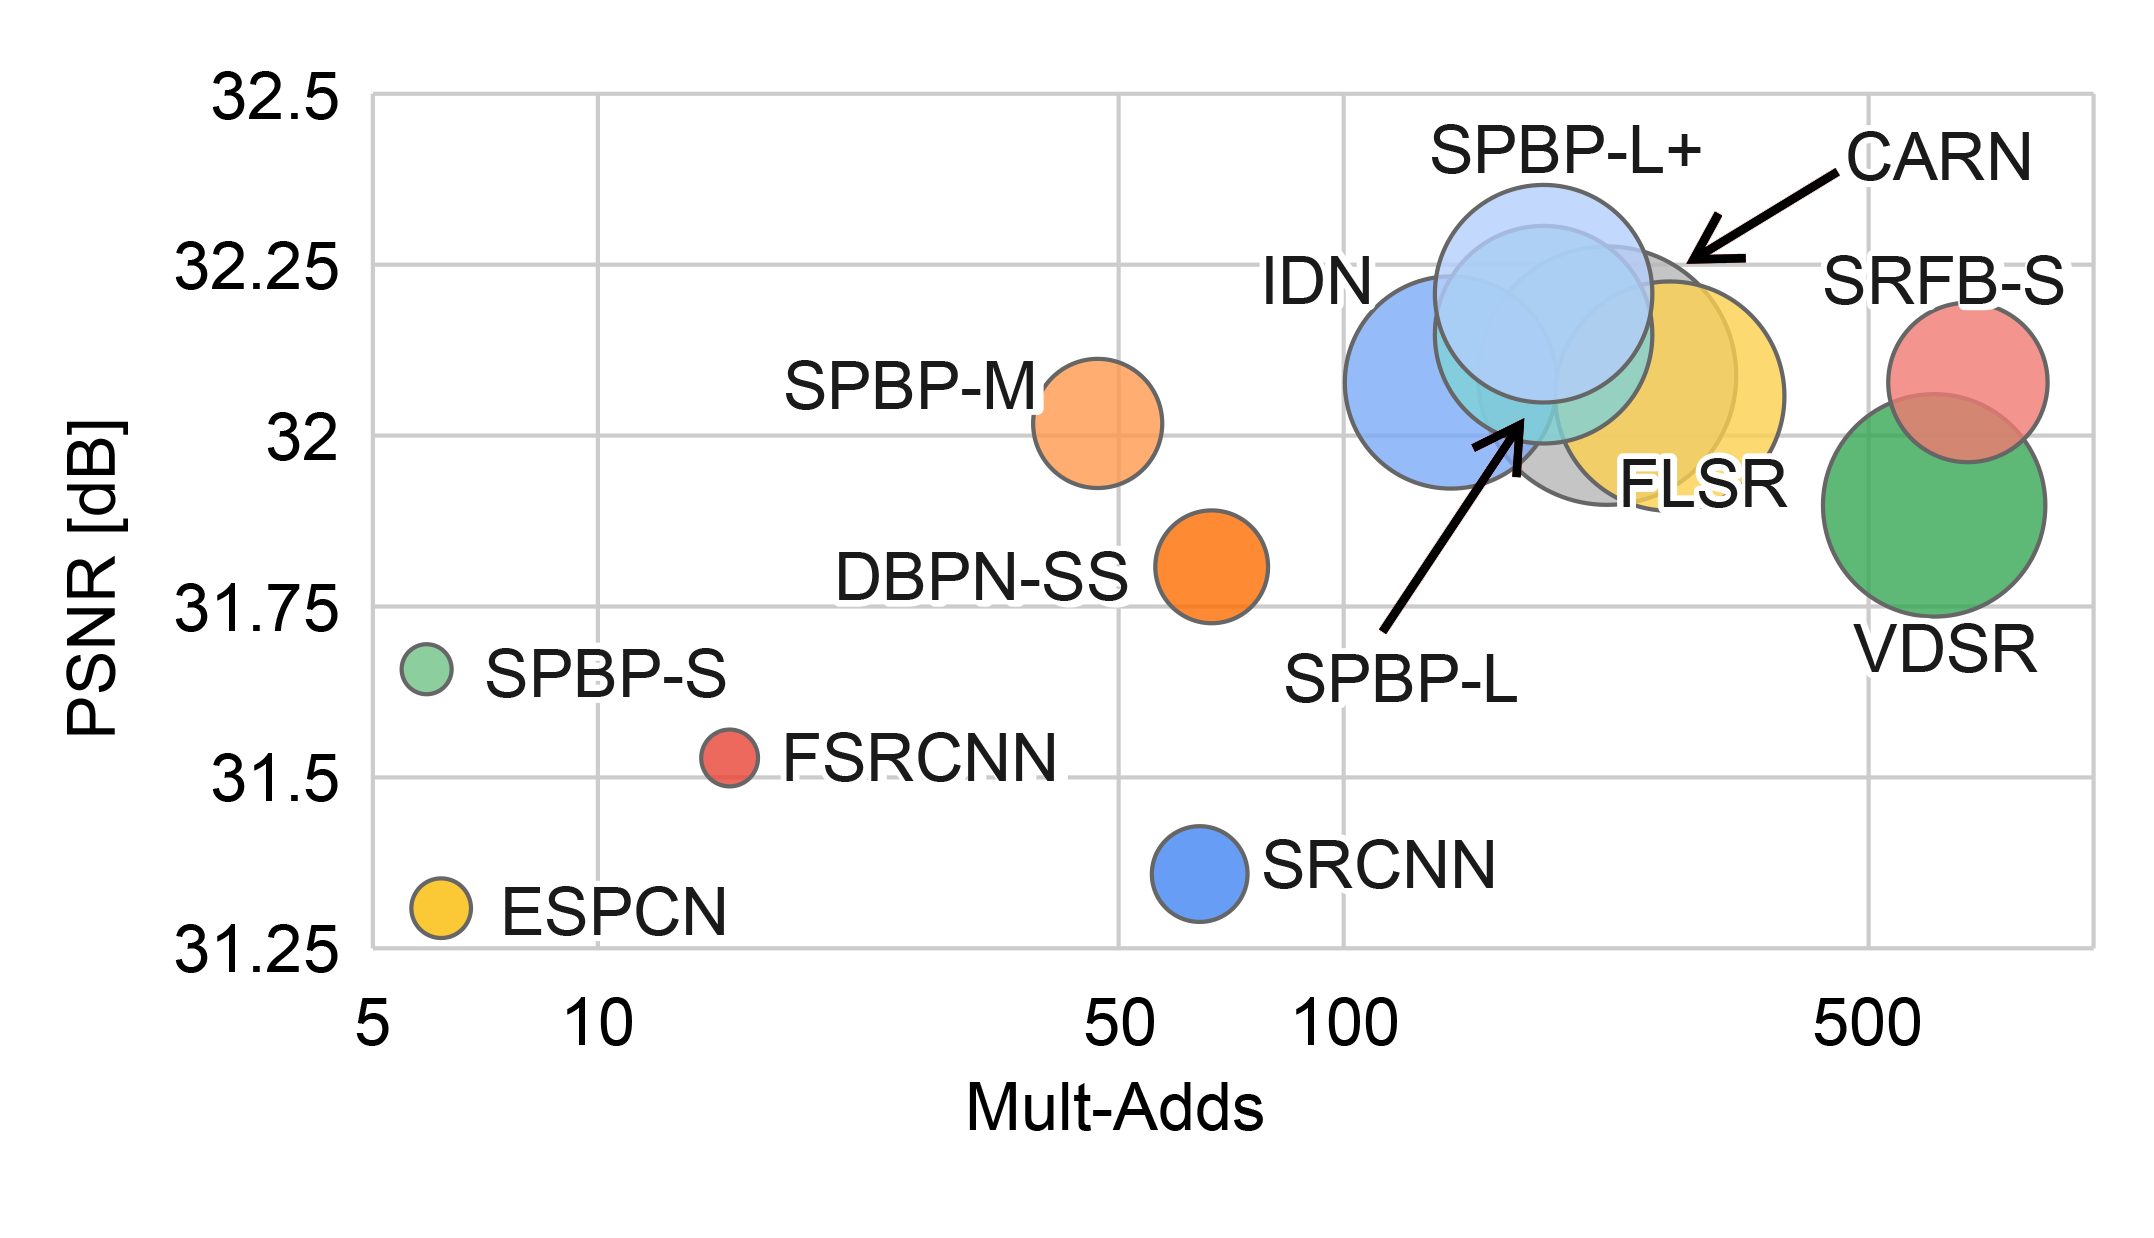 32.5
32.25
32
31.75
31.5
31.25
PSNR [dB]
SPBP-L+
CARN
IDN
SRFB-S
SPBP-M
FLSR
DBPN-SS
VDSR
SPBP-S
SPBP-L
FSRCNN
SRCNN
ESPCN
5
10
50
100
500
Mult-Adds